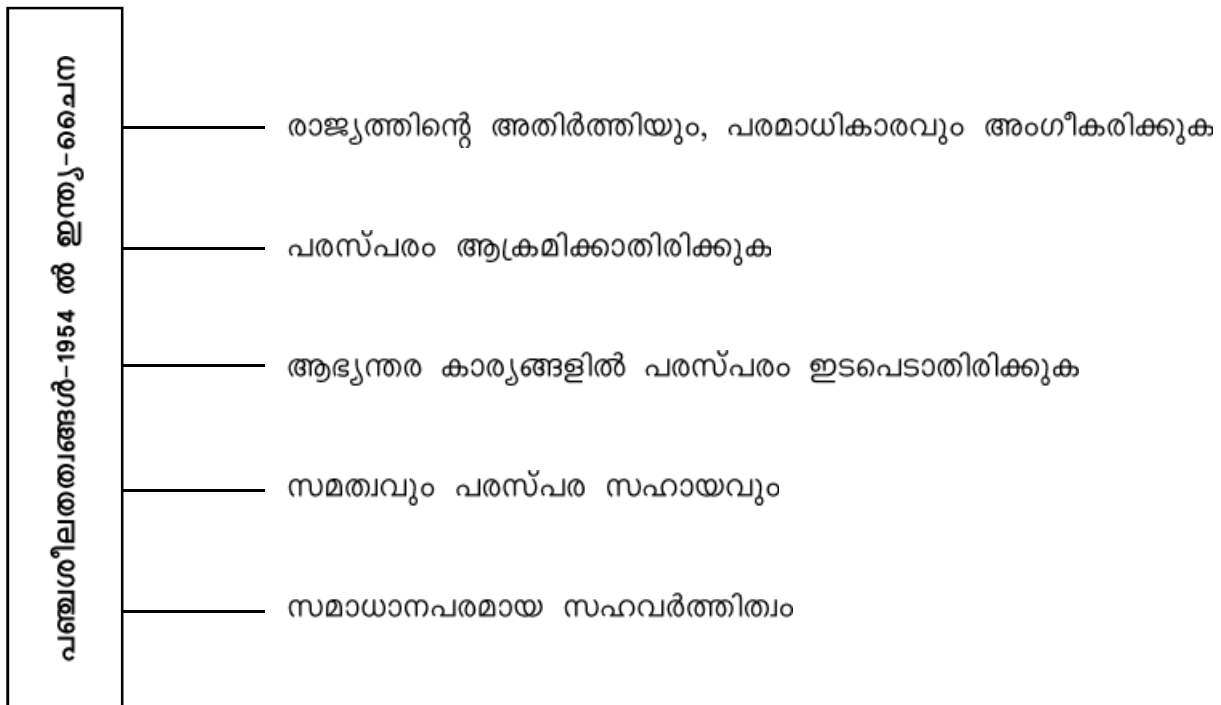 പഞ്ചശീലതത്വങ്ങൾ-1954 ൽ ഇന്ത്യ-ചൈന
രാജ്യത്തിന്റെ അതിർത്തിയും, പരമാധികാരവും അംഗീകരിക്കുക
പരസ്പരം ആക്രമിക്കാതിരിക്കുക
ആഭ്യന്തര കാര്യങ്ങളിൽ പരസ്പരം ഇടപെടാതിരിക്കുക
സമത്വവും പരസ്പര സഹായവും
സമാധാനപരമായ സഹവർത്തിത്വം